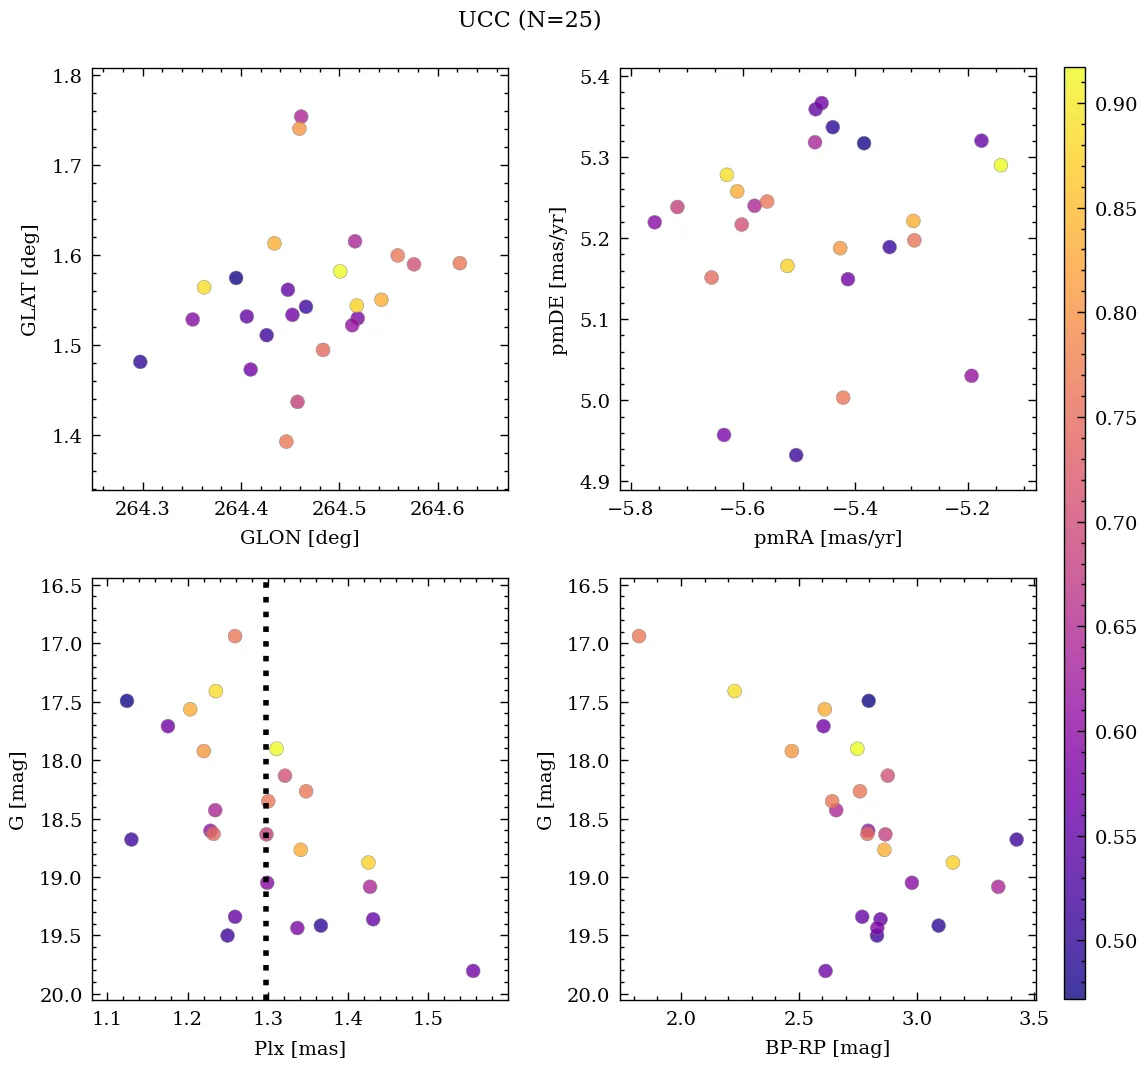 UCC (N=25)
1.8
1.7
1.6
1.5
1.4
GLAT [deg]
264.3 264.4 264.5 264.6
GLON [deg]
5.4
5.3
5.2
5.1
5.0
4.9
pmDE [mas/yr]
−5.8 −5.6 −5.4 −5.2
pmRA [mas/yr]
16.5
17.0
17.5
18.0
18.5
19.0
19.5
20.0
G [mag]
1.1 1.2 1.3 1.4 1.5
Plx [mas]
16.5
17.0
17.5
18.0
18.5
19.0
19.5
20.0
G [mag]
2.0 2.5 3.0 3.5
BP-RP [mag]
0.90
0.85
0.80
0.75
0.70
0.65
0.60
0.55
0.50